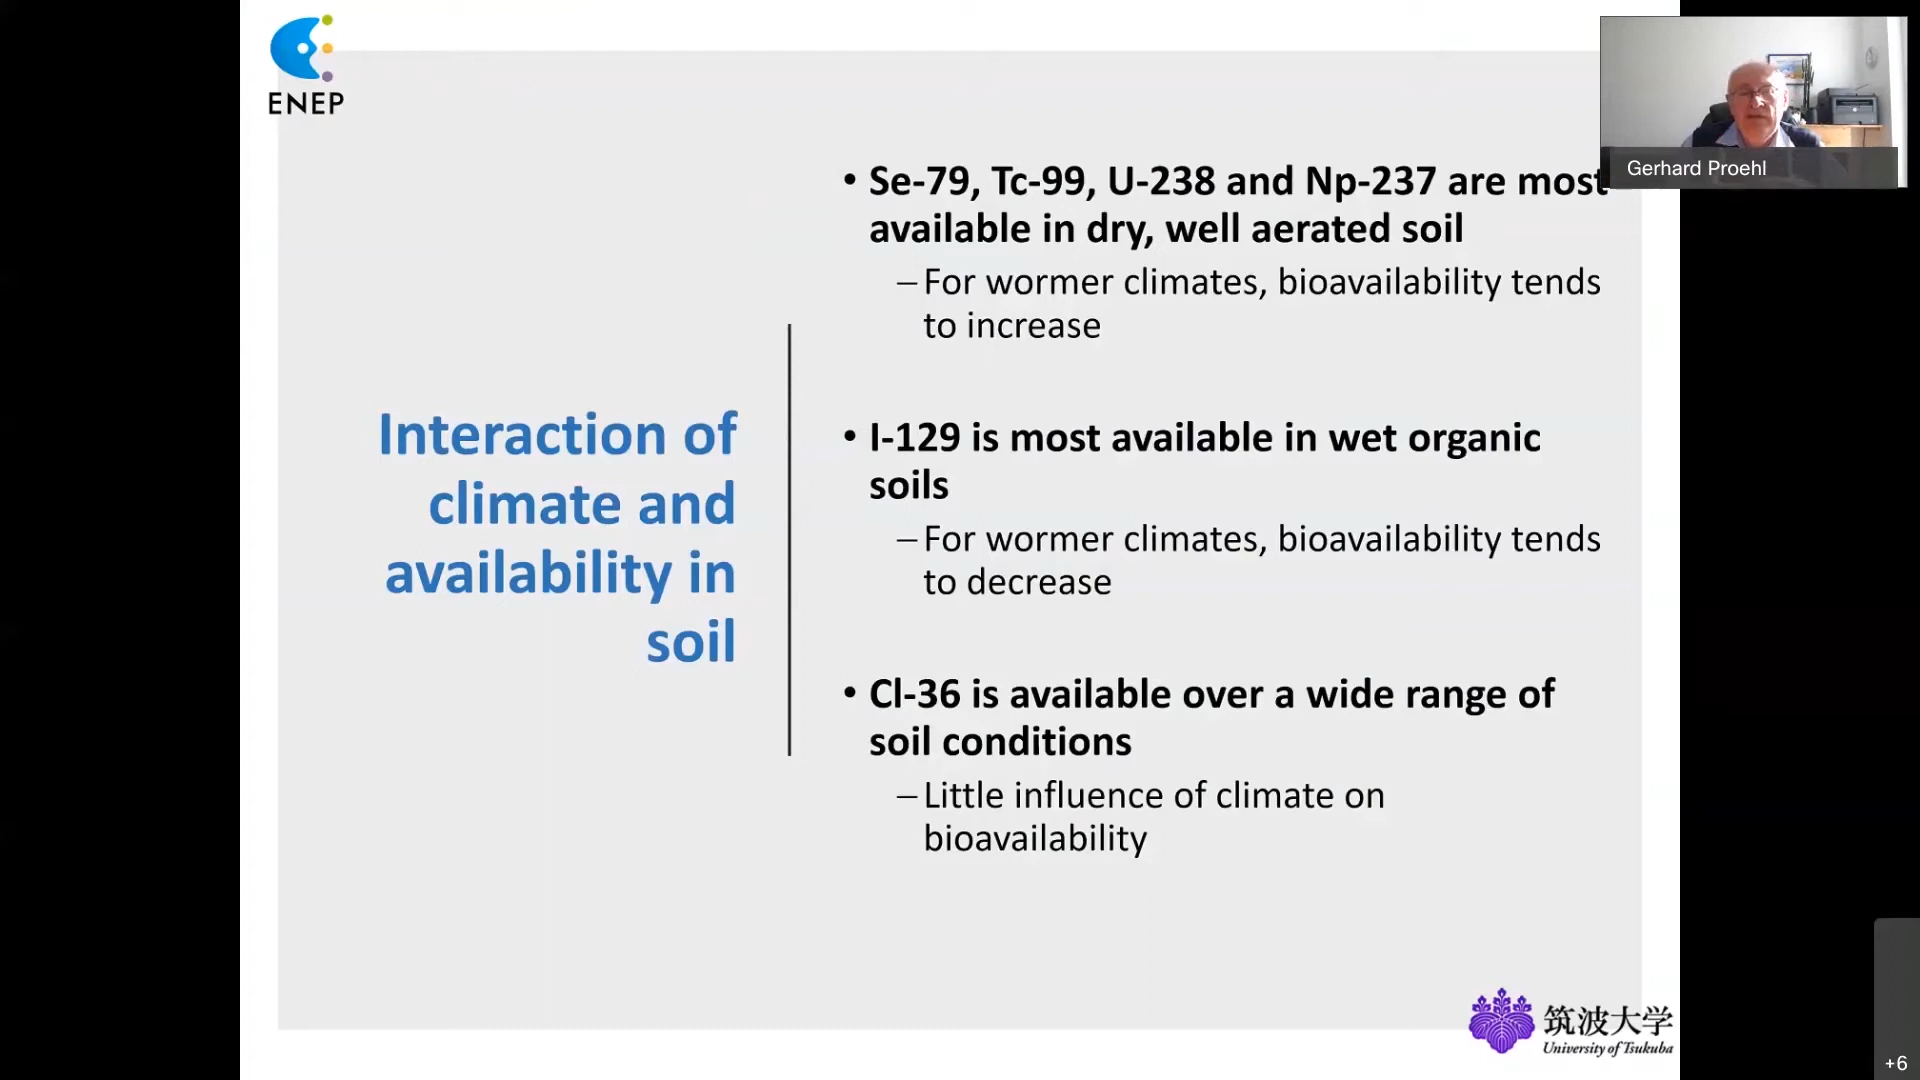 ENEP
Gerhard Proehl
Interaction of
climate and
availability in
soil
• Se-79, Tc-99, U-238 and Np-237 are most
available in dry, well aerated soil
– For wormer climates, bioavailability tends
to increase
• I-129 is most available in wet organic
soils
– For wormer climates, bioavailability tends
to decrease
• Cl-36 is available over a wide range of
soil conditions
– Little influence of climate on
bioavailability
筑波大学
University of Tsukuba
+6